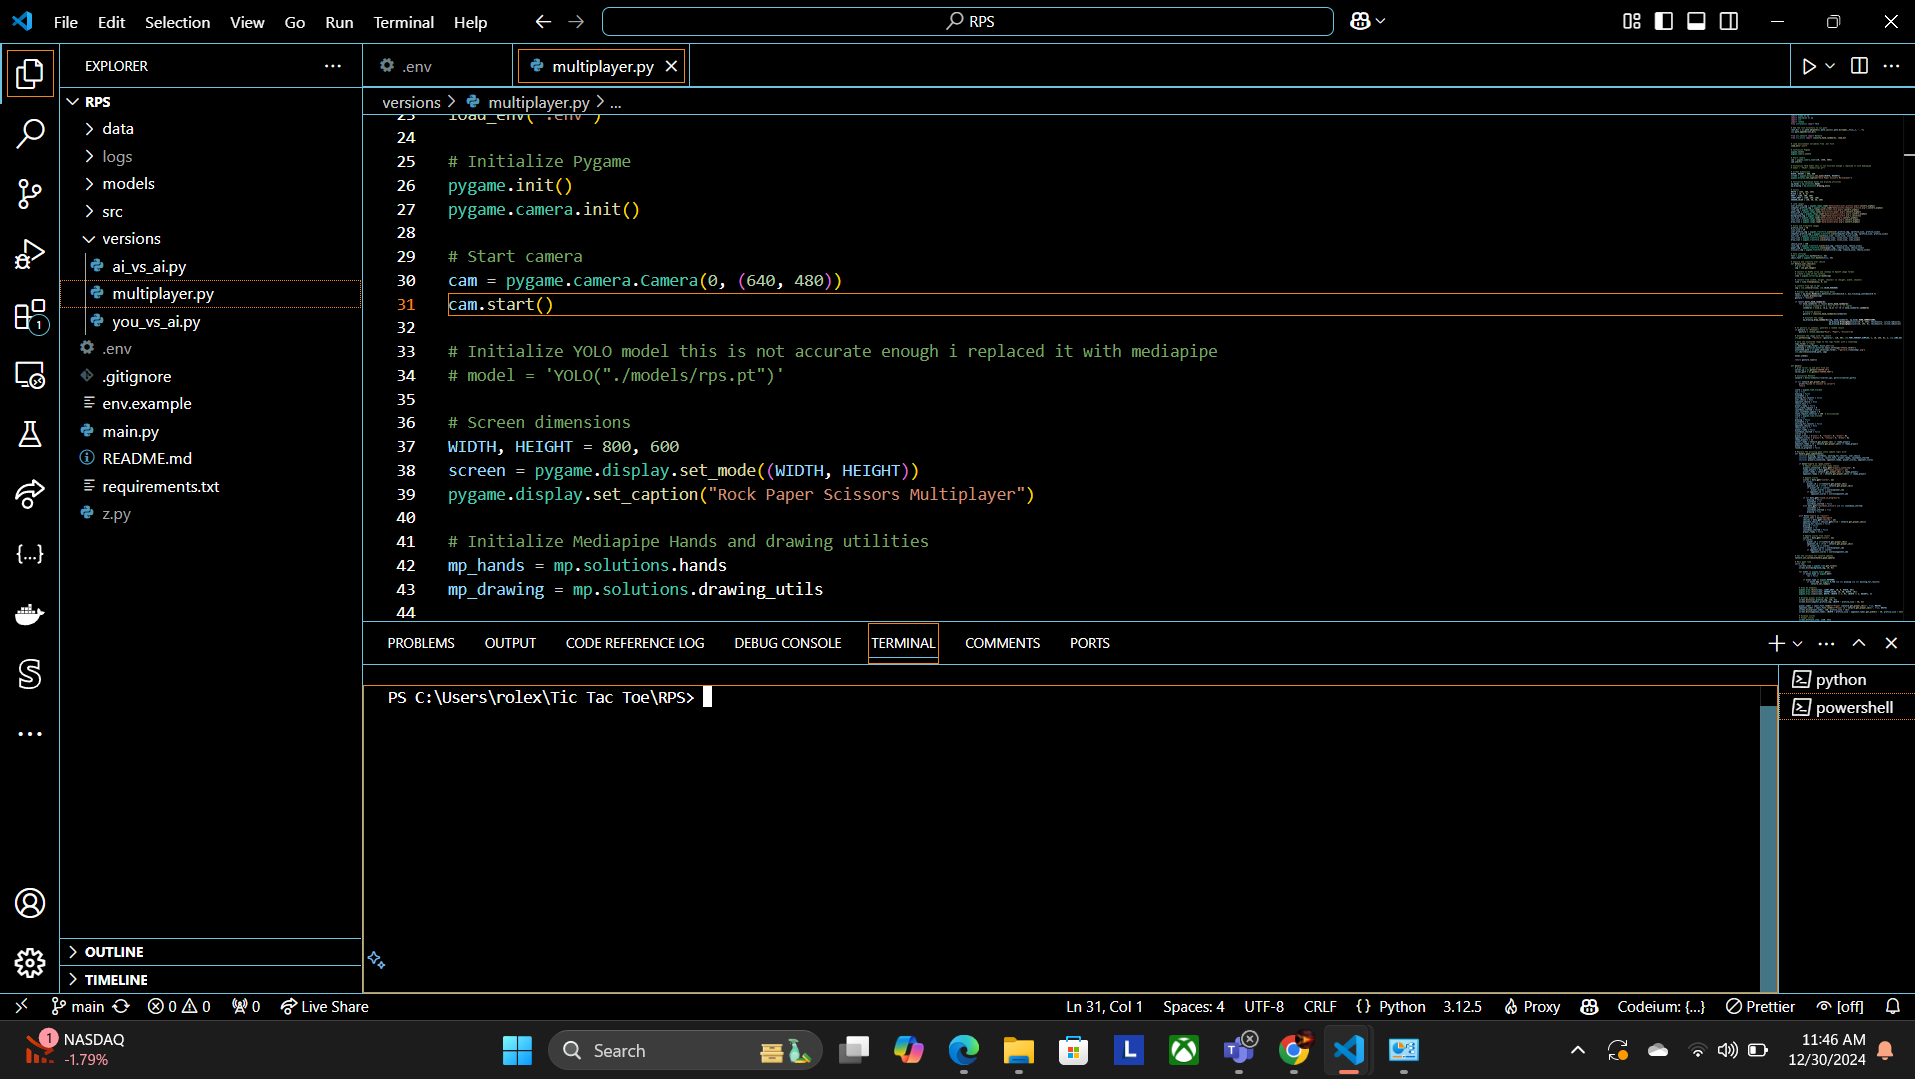 File Edit Selection View Go Run Terminal Help
RPS
EXPLORER
.env
multiplayer.py
versions > multiplayer.py > ...
RPS
data
logs
models
src
versions
ai_vs_ai.py
multiplayer.py
you_vs_ai.py
.env
.gitignore
env.example
main.py
README.md
requirements.txt
z.py
OUTLINE
TIMELINE
1
23 load_env(".env")
24
25 # Initialize Pygame
26 pygame.init()
27 pygame.camera.init()
28
29 # Start camera
30 cam = pygame.camera.Camera(0, (640, 480))
31 cam.start()
32
33 # Initialize YOLO model this is not accurate enough i replaced it with mediapipe
34 # model = 'YOLO("./models/rps.pt")'
35
36 # Screen dimensions
37 WIDTH, HEIGHT = 800, 600
38 screen = pygame.display.set_mode((WIDTH, HEIGHT))
39 pygame.display.set_caption("Rock Paper Scissors Multiplayer")
40
41 # Initialize Mediapipe Hands and drawing utilities
42 mp_hands = mp.solutions.hands
43 mp_drawing = mp.solutions.drawing_utils
44
PROBLEMS OUTPUT CODE REFERENCE LOG DEBUG CONSOLE TERMINAL COMMENTS PORTS
PS C:\Users\rolex\Tic Tac Toe\RPS>
python
powershell
main 0 0 0 Live Share
Ln 31, Col 1 Spaces: 4 UTF-8 CRLF {} Python 3.12.5 Proxy Codeium: {...} Prettier [off]
1
NASDAQ
-1.79%
Search
L
11:46 AM
12/30/2024